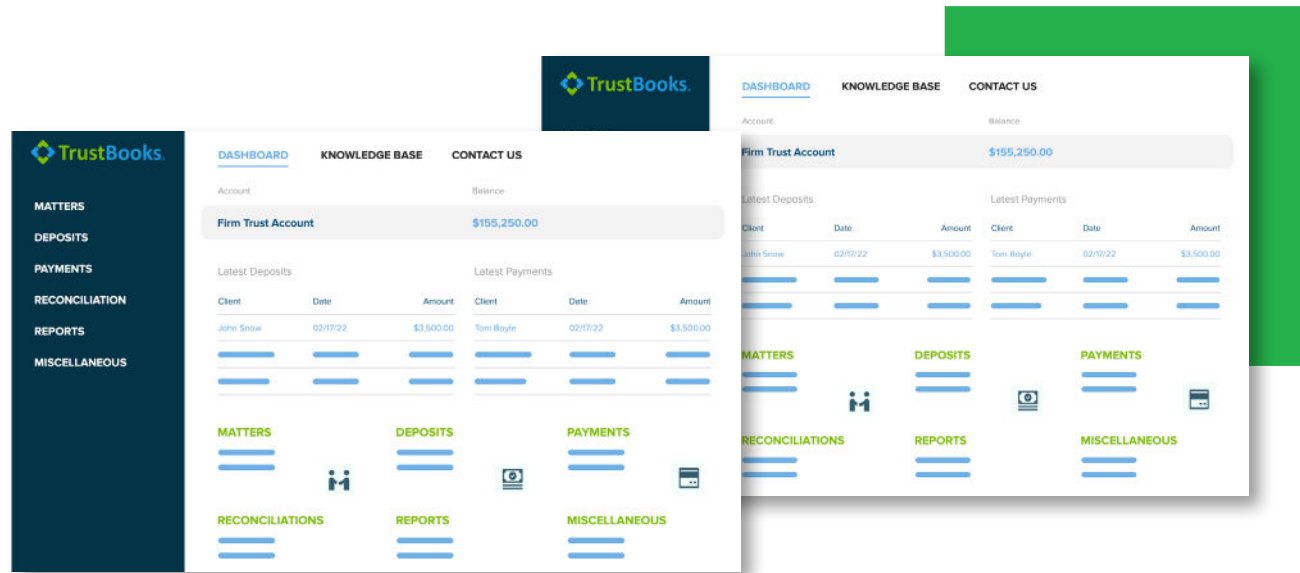 TrustBooks.
DASHBOARD KNOWLEDGE BASE CONTACT US
Account Balance
Firm Trust Account $155,250.00
Latest Deposits Latest Payments
Client Date Amount Client Date Amount
John Snow 02/17/22 $3,500.00 Tom Boyle 02/17/22 $3,500.00
MATTERS DEPOSITS PAYMENTS
RECONCILIATIONS REPORTS MISCELLANEOUS
TrustBooks.
MATTERS
DEPOSITS
PAYMENTS
RECONCILIATION
REPORTS
MISCELLANEOUS
DASHBOARD KNOWLEDGE BASE CONTACT US
Account Balance
Firm Trust Account $155,250.00
Latest Deposits Latest Payments
Client Date Amount Client Date Amount
John Snow 02/17/22 $3,500.00 Tom Boyle 02/17/22 $3,500.00
MATTERS DEPOSITS PAYMENTS
RECONCILIATIONS REPORTS MISCELLANEOUS